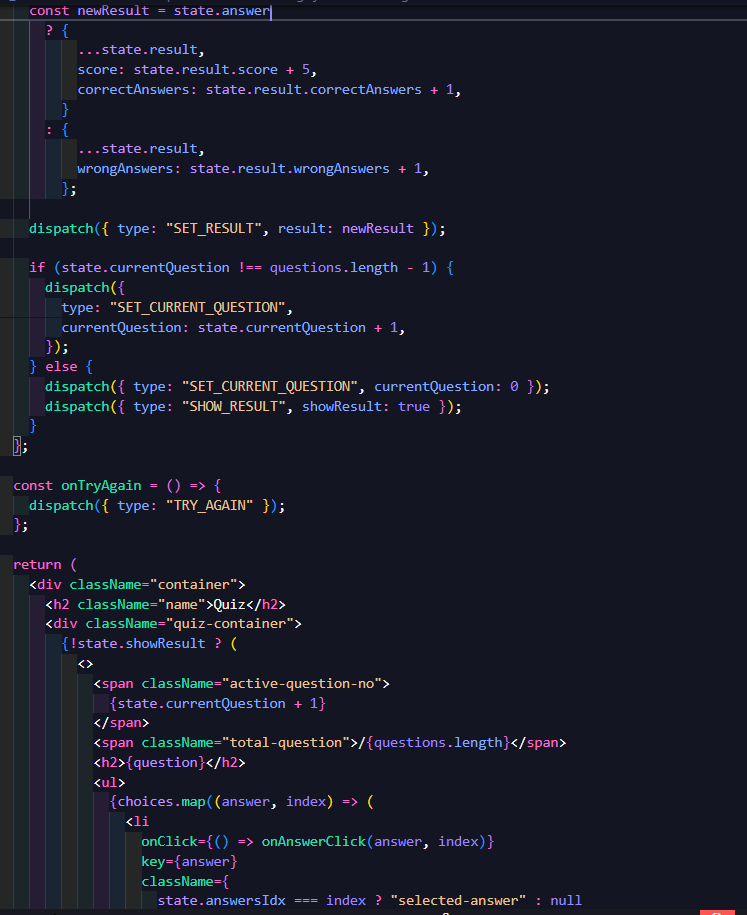 const newResult = state.answer
? {
...state.result,
score: state.result.score + 5,
correctAnswers: state.result.correctAnswers + 1,
}
: {
...state.result,
wrongAnswers: state.result.wrongAnswers + 1,
};
dispatch({ type: "SET_RESULT", result: newResult });
if (state.currentQuestion !== questions.length - 1) {
dispatch({
type: "SET_CURRENT_QUESTION",
currentQuestion: state.currentQuestion + 1,
});
} else {
dispatch({ type: "SET_CURRENT_QUESTION", currentQuestion: 0 });
dispatch({ type: "SHOW_RESULT", showResult: true });
}
};
const onTryAgain = () => {
dispatch({ type: "TRY_AGAIN" });
};
return (
<div className="container">
<h2 className="name">Quiz</h2>
<div className="quiz-container">
{!state.showResult ? (
<>
<span className="active-question-no">
{state.currentQuestion + 1}
</span>
<span className="total-question">/{questions.length}</span>
<h2>{question}</h2>
<ul>
{choices.map((answer, index) => (
<li
onClick={() => onAnswerClick(answer, index)}
key={answer}
className={
state.answersIdx === index ? "selected-answer" : null